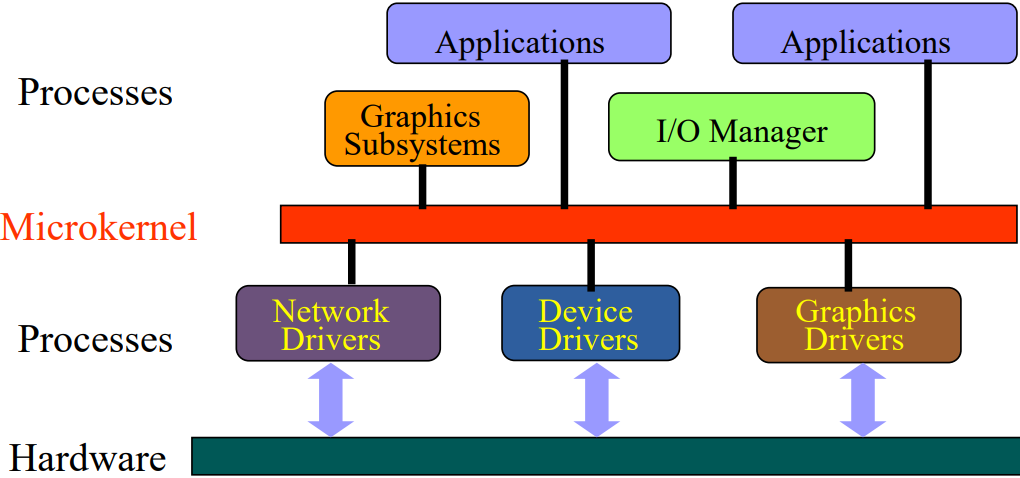 Applications
Applications
Processes
Graphics
Subsystems
I/O Manager
Microkernel
Processes
Network
Drivers
Device
Drivers
Graphics
Drivers
Hardware